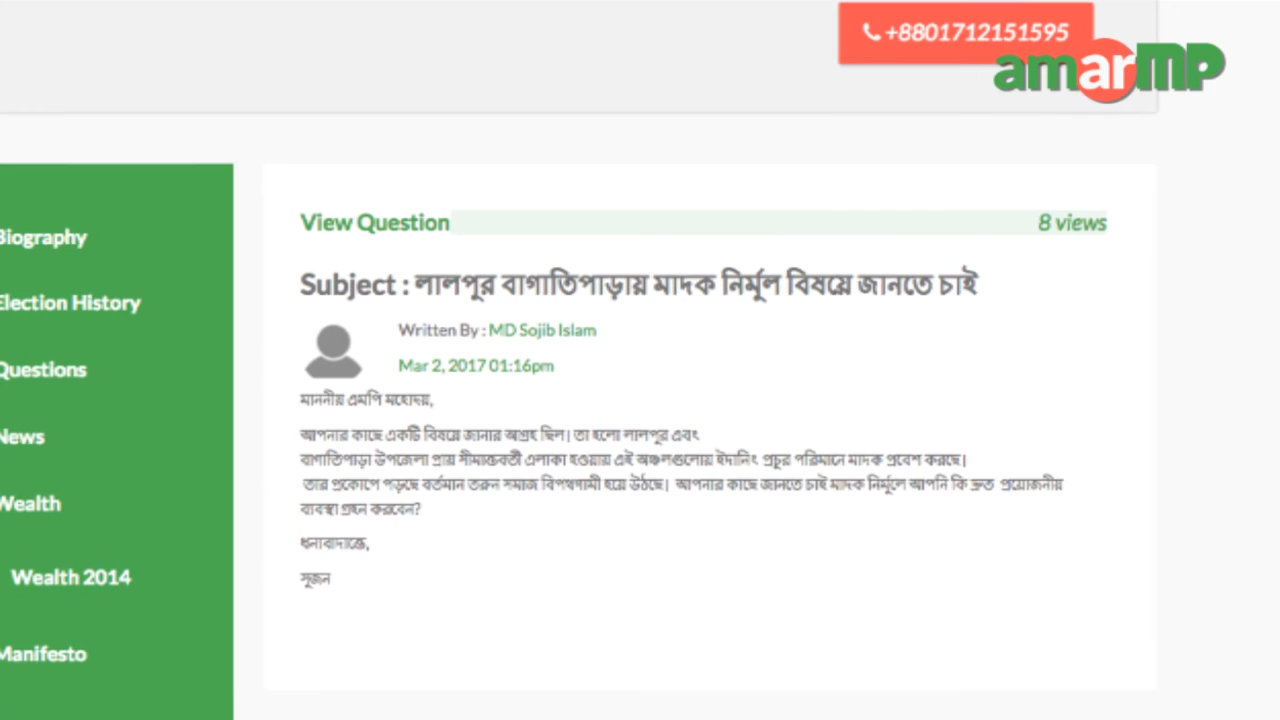 +8801712151595
amarMP
Biography
Election History
Questions
News
Wealth
Wealth 2014
Manifesto
View Question 8 views
Subject : লালপুর বাগাতিপাড়ায় মাদক নির্মুল বিষয়ে জানতে চাই
Written By : MD Sojib Islam
Mar 2, 2017 01:16pm
মাননীয় এমপি মহোদয়,
আপনার কাছে একটি বিষয়ে জানার আগ্রহ ছিল। তা হলো লালপুর এবং
বাগাতিপাড়া উপজেলা প্রায় সীমান্তবর্তী এলাকা হওয়ায় এই অঞ্চলগুলোয় ইদানিং প্রচুর পরিমানে মাদক প্রবেশ করছে।
তার প্রকোপে পড়ছে বর্তমান তরুন সমাজ বিপথগামী হয়ে উঠছে। আপনার কাছে জানতে চাই মাদক নির্মুলে আপনি কি দ্রুত প্রয়োজনীয়
ব্যবস্থা গ্রহন করবেন?
ধন্যবাদান্তে,
সুজন